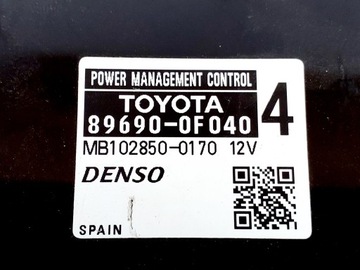 POWER MANAGEMENT CONTROL
TOYOTA 4
89690-0F040
MB102850-0170 12V
DENSO
SPAIN